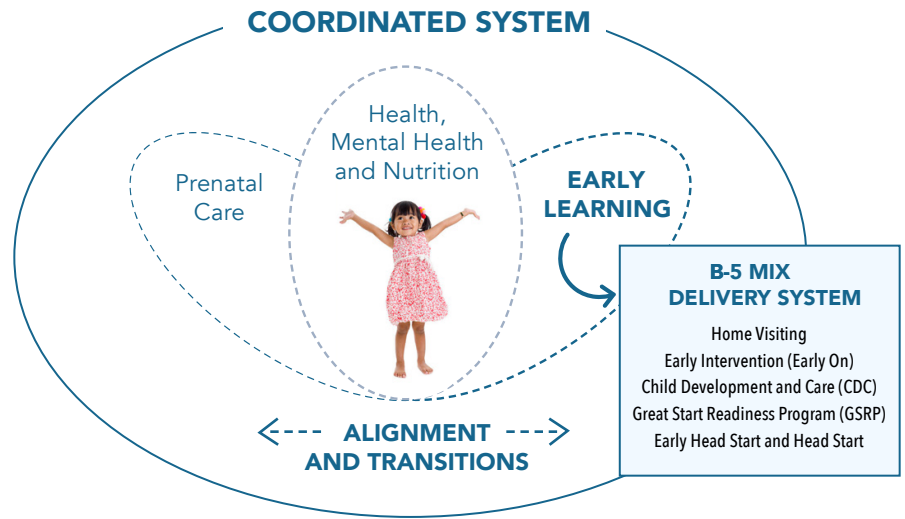 COORDINATED SYSTEM
Health,
Mental Health
and Nutrition
Prenatal
Care
EARLY
LEARNING
B-5 MIX
DELIVERY SYSTEM
Home Visiting
Early Intervention (Early On)
Child Development and Care (CDC)
Great Start Readiness Program (GSRP)
Early Head Start and Head Start
ALIGNMENT
AND TRANSITIONS